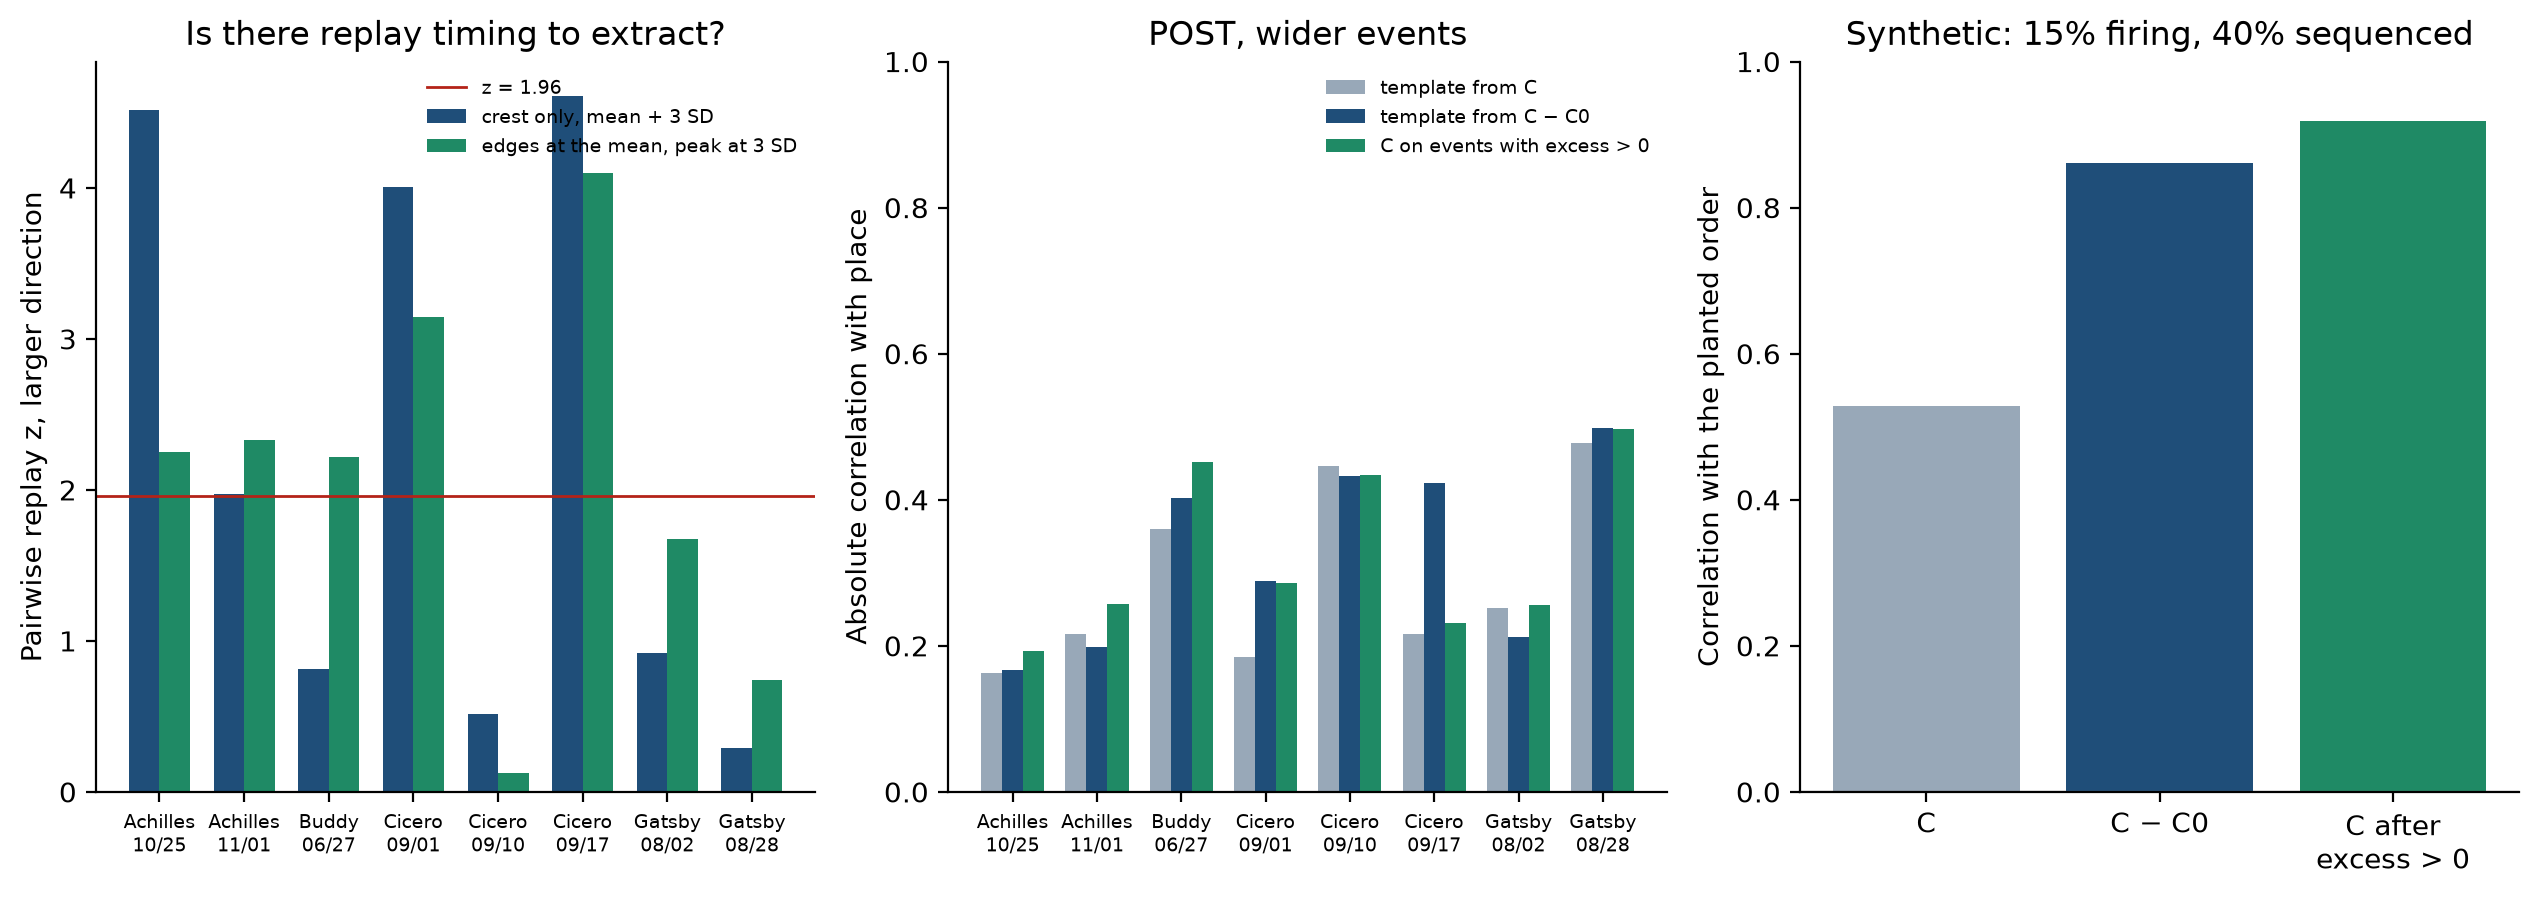 Is there replay timing to extract?
Pairwise replay z, larger direction
4
3
2
1
0
z = 1.96
crest only, mean + 3 SD
edges at the mean, peak at 3 SD
Achilles 10/25
Achilles 11/01
Buddy 06/27
Cicero 09/01
Cicero 09/10
Cicero 09/17
Gatsby 08/02
Gatsby 08/28
POST, wider events
Absolute correlation with place
1.0
0.8
0.6
0.4
0.2
0.0
template from C
template from C − C0
C on events with excess > 0
Achilles 10/25
Achilles 11/01
Buddy 06/27
Cicero 09/01
Cicero 09/10
Cicero 09/17
Gatsby 08/02
Gatsby 08/28
Synthetic: 15% firing, 40% sequenced
Correlation with the planted order
1.0
0.8
0.6
0.4
0.2
0.0
C
C − C0
C after
excess > 0